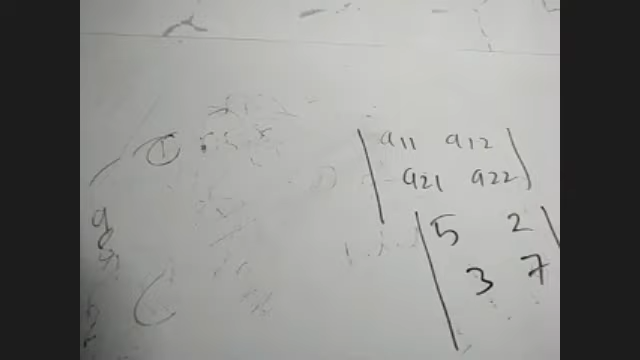 ①
| a11 a12 |
| a21 a22 |
| 5 2 |
| 3 7 |